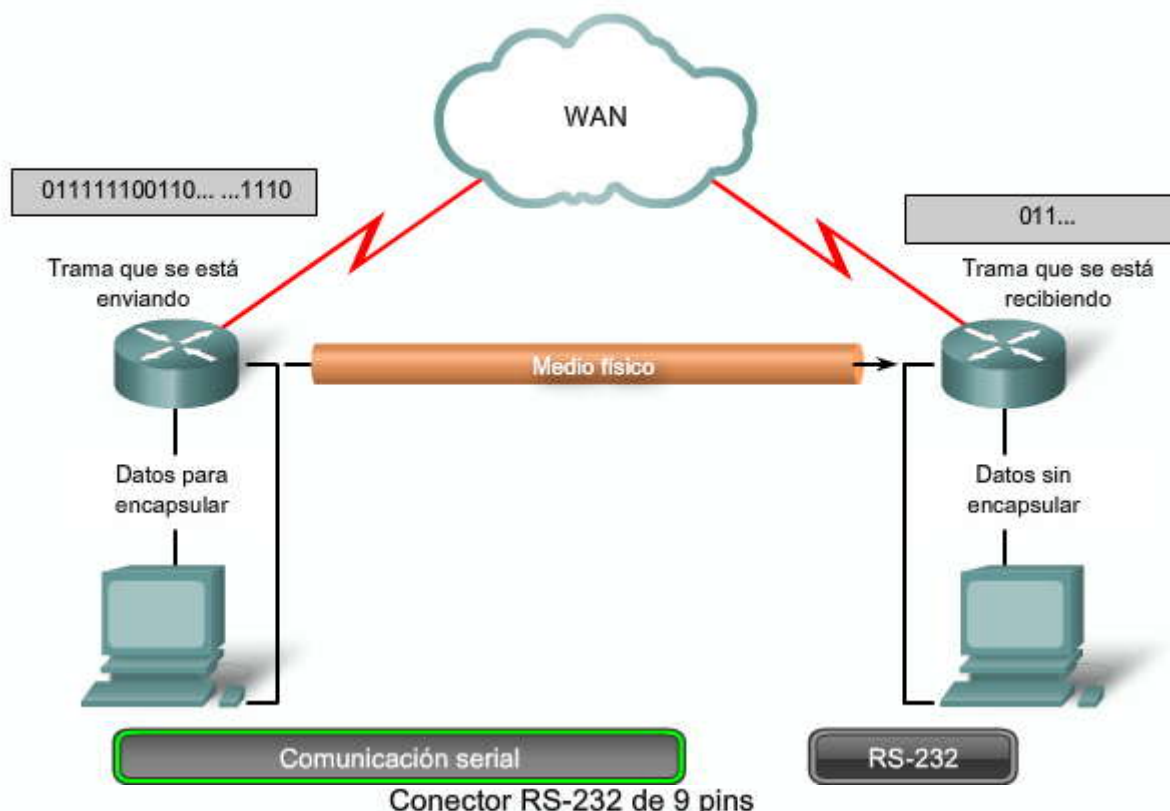 WAN
011111100110... ...1110
011...
Trama que se está
enviando
Trama que se está
recibiendo
Medio físico
Datos para
encapsular
Datos sin
encapsular
Comunicación serial
RS-232
Conector RS-232 de 9 pins